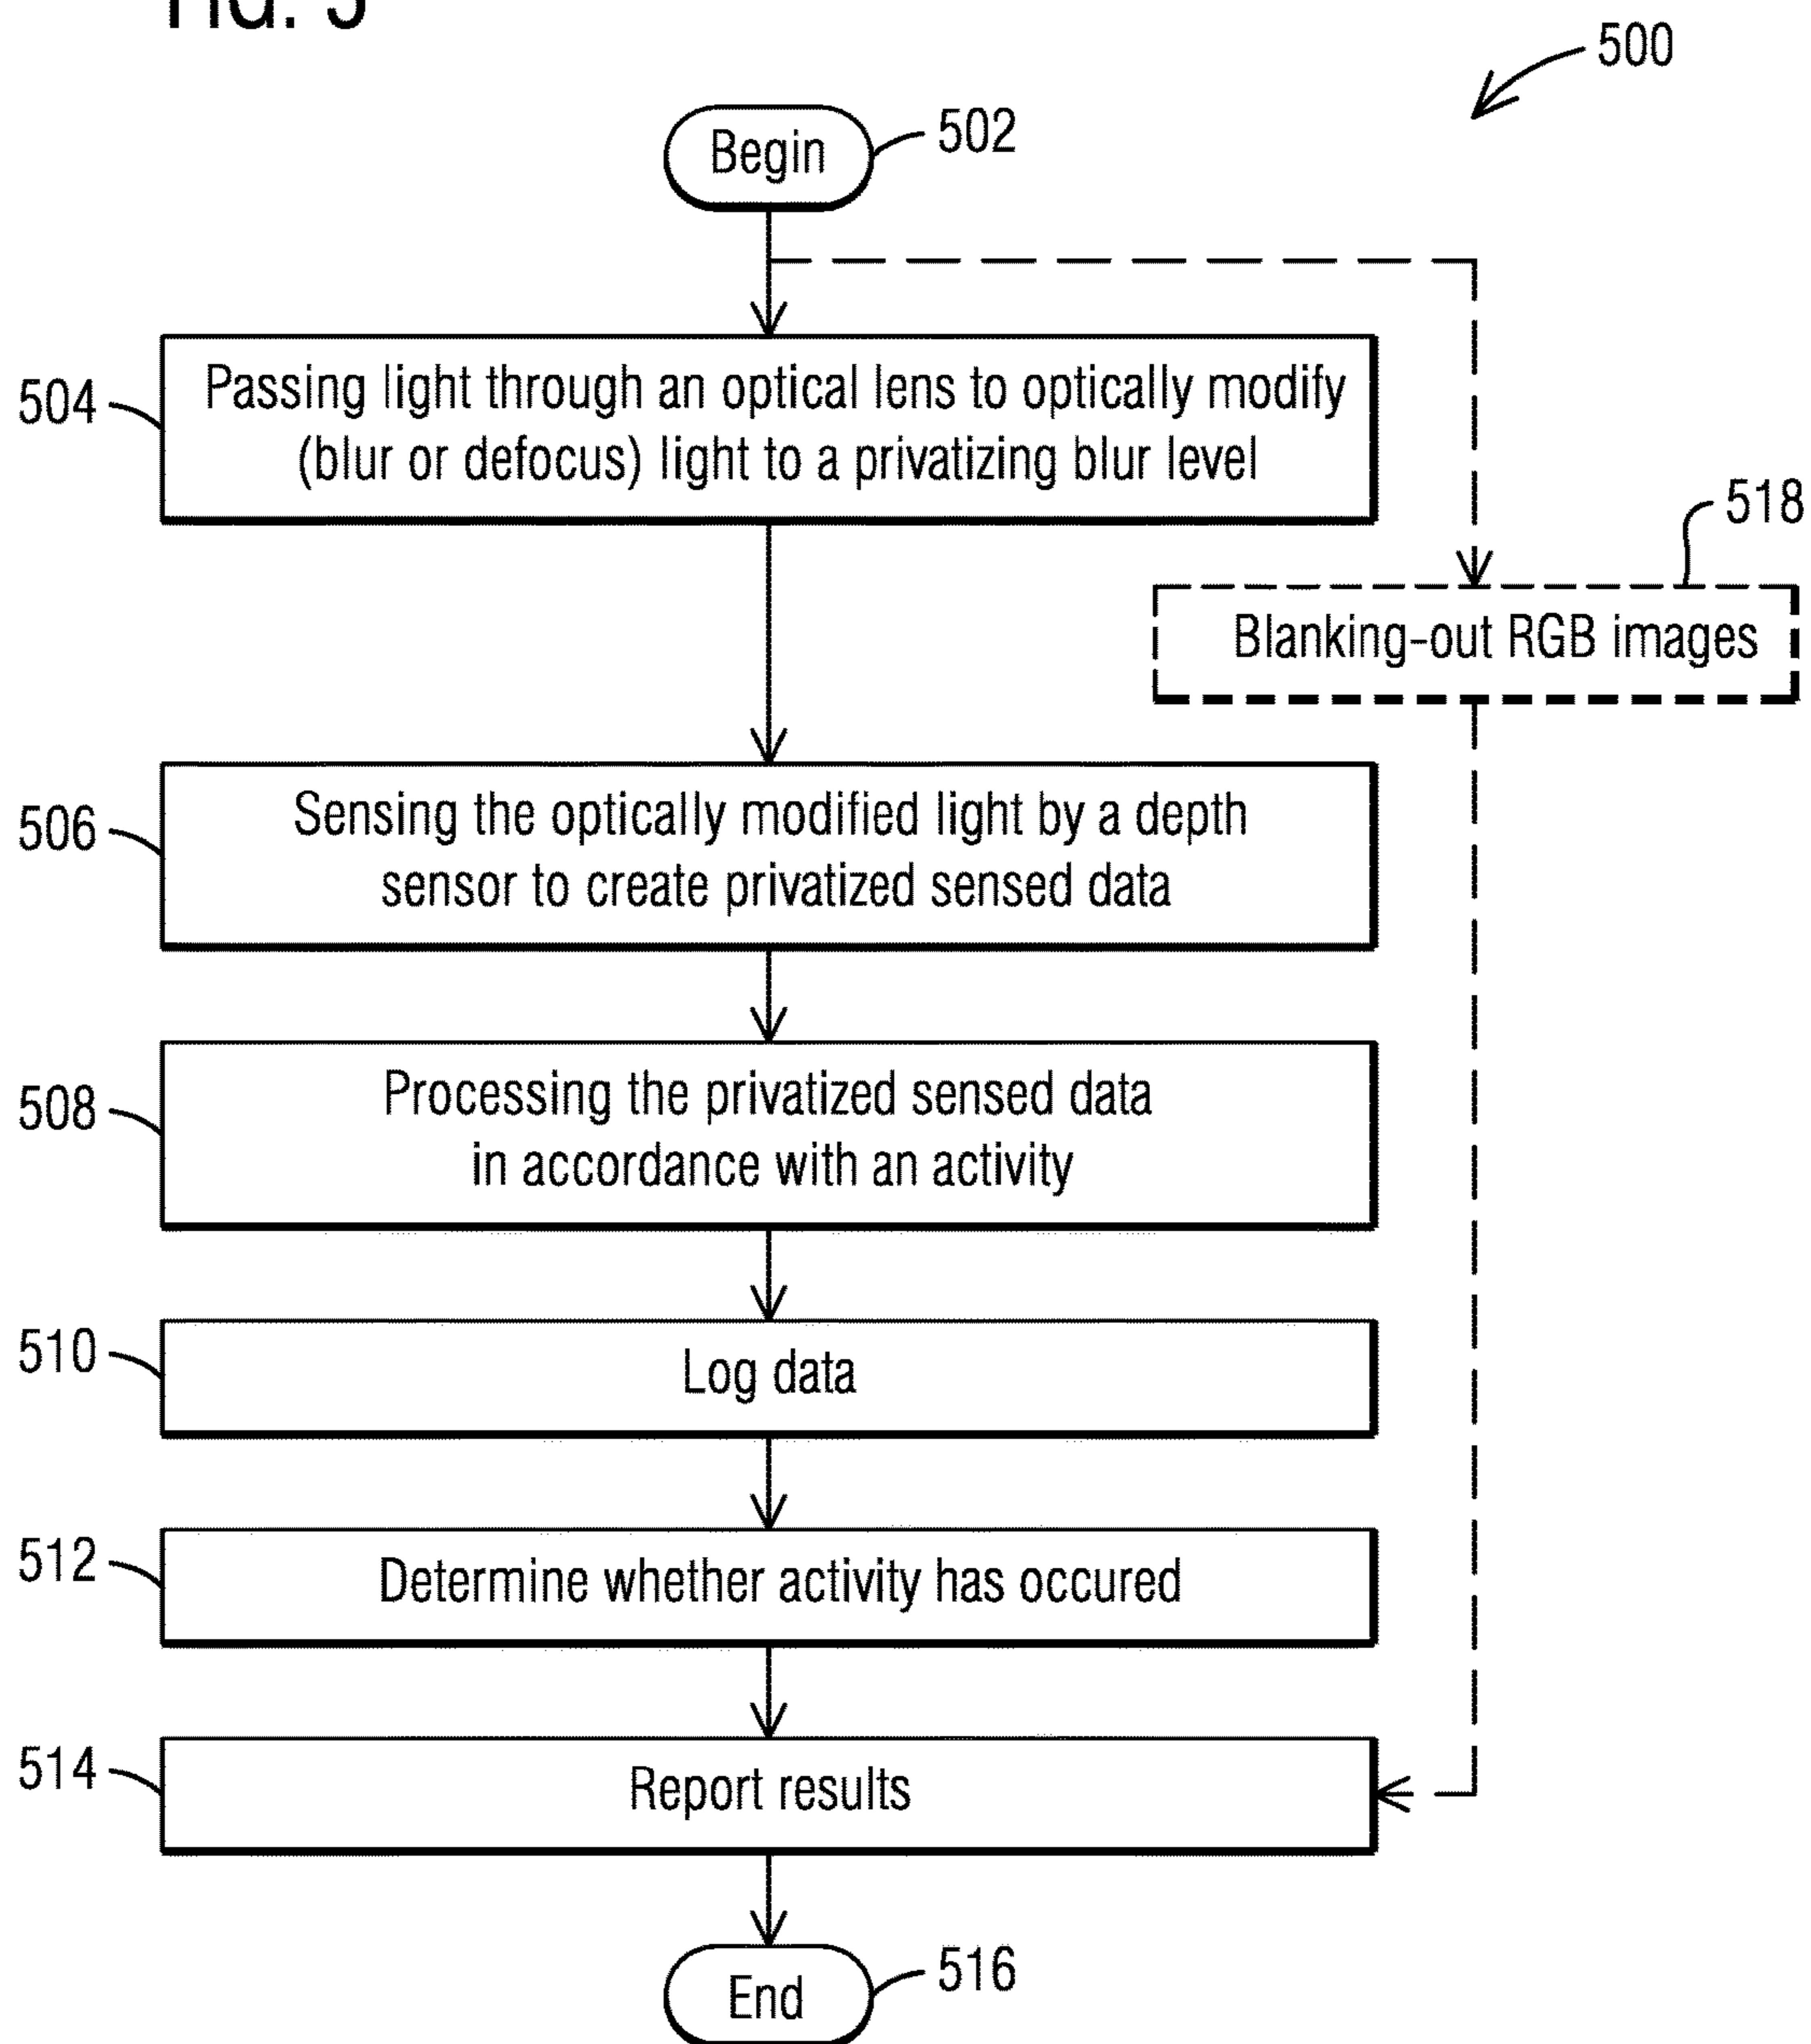 FIG. 5
500
Begin
502
504
Passing light through an optical lens to optically modify
(blur or defocus) light to a privatizing blur level
518
Blanking-out RGB images
506
Sensing the optically modified light by a depth
sensor to create privatized sensed data
508
Processing the privatized sensed data
in accordance with an activity
510
Log data
512
Determine whether activity has occured
514
Report results
516
End